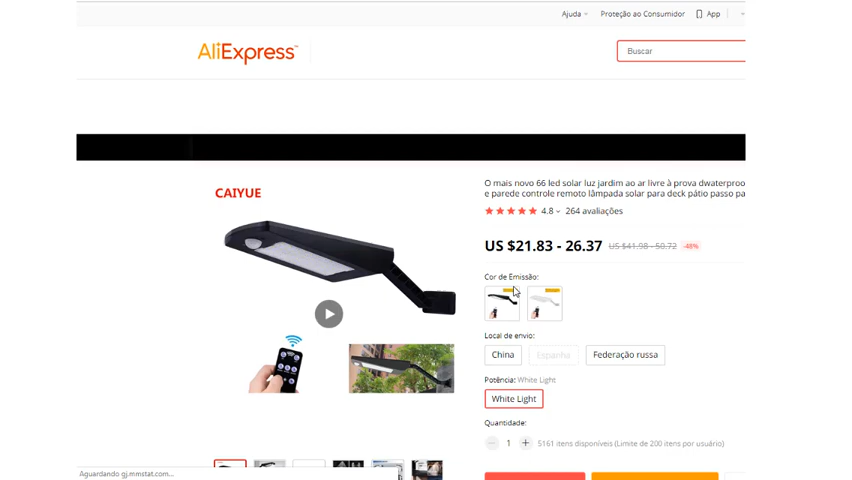 Ajuda
Proteção ao Consumidor
App
AliExpress
Buscar
CAIYUE
O mais novo 66 led solar luz jardim ao ar livre à prova dwaterproo
e parede controle remoto lâmpada solar para deck pátio passo pa
4.8
264 avaliações
US $21.83 - 26.37
US $41.98 - 50.72
-48%
Cor de Emissão:
Local de envio:
China
Espanha
Federação russa
Potência: White Light
White Light
Quantidade:
1
5161 itens disponíveis (Limite de 200 itens por usuário)
Aguardando gj.mmstat.com...